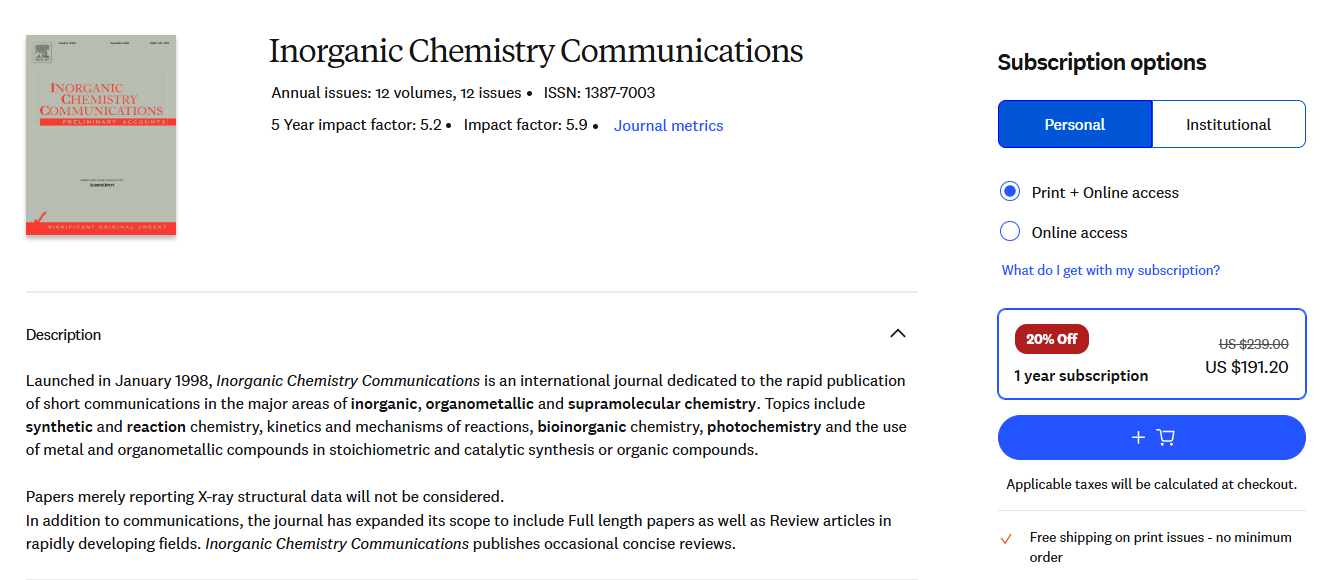 Inorganic Chemistry Communications
Annual issues: 12 volumes, 12 issues • ISSN: 1387-7003
5 Year impact factor: 5.2 • Impact factor: 5.9 • Journal metrics
INORGANIC
CHEMISTRY
COMMUNICATIONS
PRELIMINARY ACCOUNTS
ScienceDirect
SIGNIFICANT ORIGINAL URGENT
Description
Launched in January 1998, Inorganic Chemistry Communications is an international journal dedicated to the rapid publication
of short communications in the major areas of inorganic, organometallic and supramolecular chemistry. Topics include
synthetic and reaction chemistry, kinetics and mechanisms of reactions, bioinorganic chemistry, photochemistry and the use
of metal and organometallic compounds in stoichiometric and catalytic synthesis or organic compounds.
Papers merely reporting X-ray structural data will not be considered.
In addition to communications, the journal has expanded its scope to include Full length papers as well as Review articles in
rapidly developing fields. Inorganic Chemistry Communications publishes occasional concise reviews.
Subscription options
Personal Institutional
Print + Online access
Online access
What do I get with my subscription?
20% Off
US $239.00
US $191.20
1 year subscription
+
Applicable taxes will be calculated at checkout.
Free shipping on print issues - no minimum
order